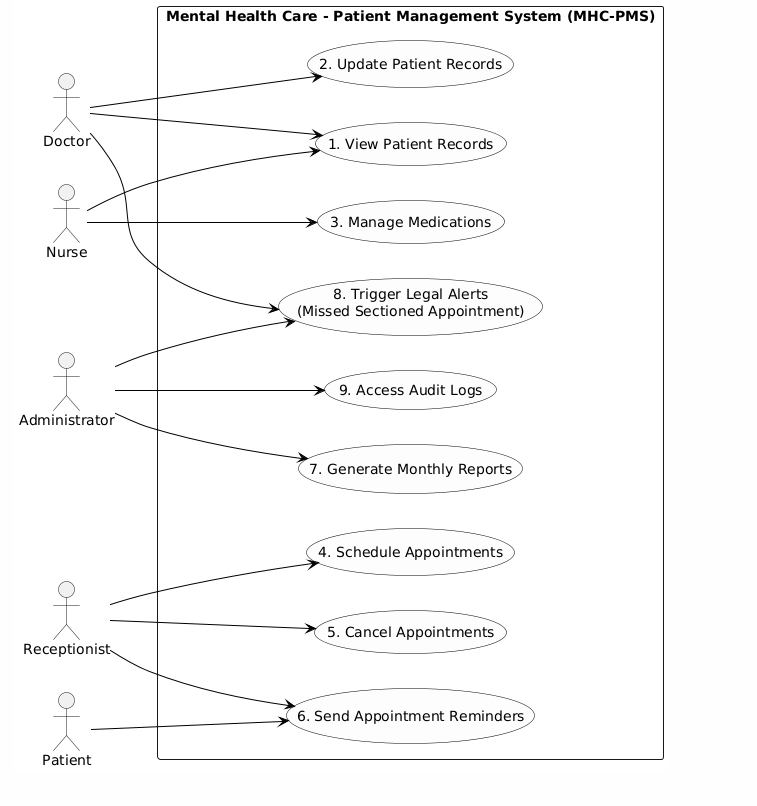 Mental Health Care - Patient Management System (MHC-PMS)
2. Update Patient Records
Doctor
1. View Patient Records
3. Manage Medications
Nurse
8. Trigger Legal Alerts
(Missed Sectioned Appointment)
9. Access Audit Logs
Administrator
7. Generate Monthly Reports
4. Schedule Appointments
5. Cancel Appointments
Receptionist
6. Send Appointment Reminders
Patient